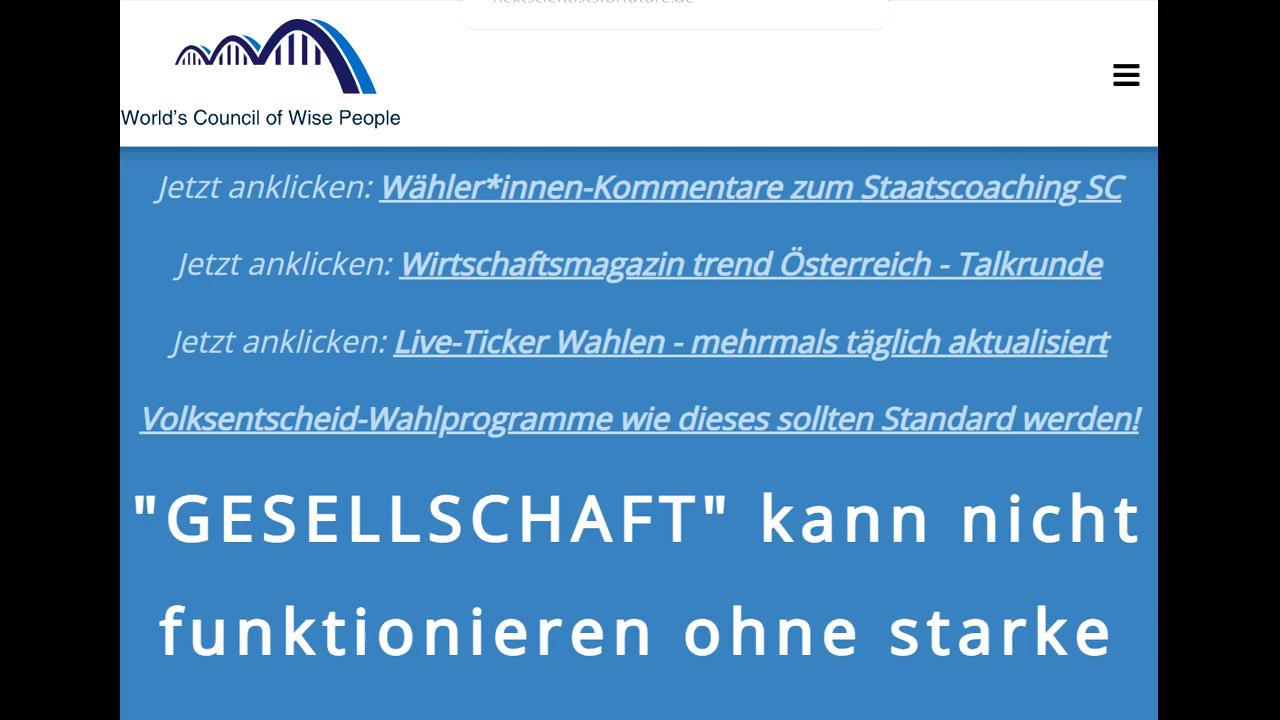 nextscientistsforfuture.de
World's Council of Wise People
Jetzt anklicken: Wähler*innen-Kommentare zum Staatscoaching SC
Jetzt anklicken: Wirtschaftsmagazin trend Österreich - Talkrunde
Jetzt anklicken: Live-Ticker Wahlen - mehrmals täglich aktualisiert
Volksentscheid-Wahlprogramme wie dieses sollten Standard werden!
"GESELLSCHAFT" kann nicht
funktionieren ohne starke